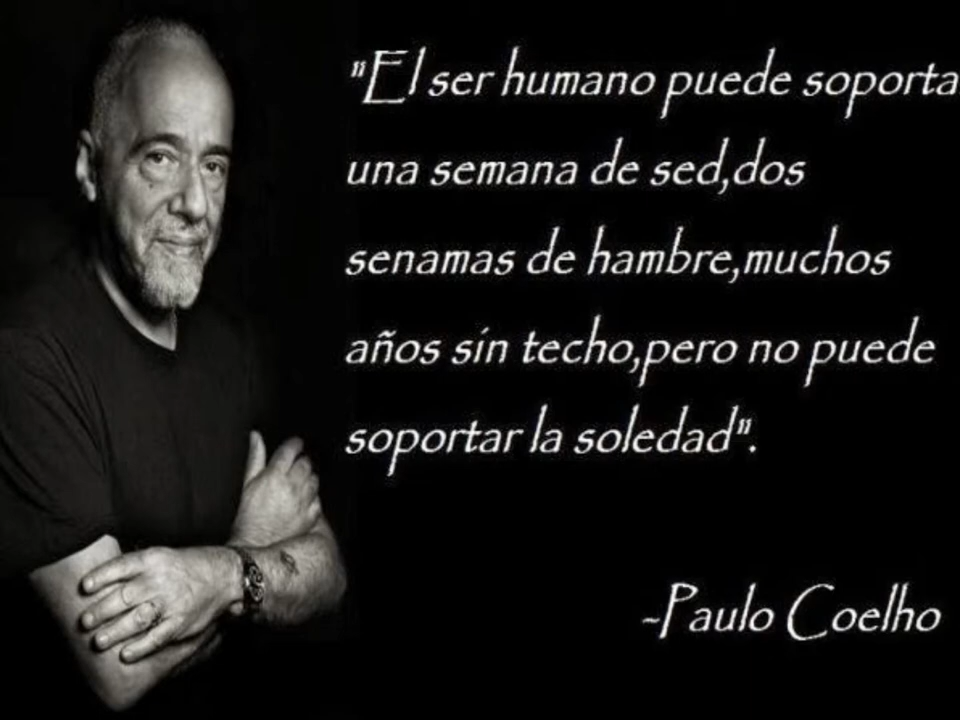 "El ser humano puede soporta
una semana de sed,dos
senamas de hambre,muchos
años sin techo,pero no puede
soportar la soledad".
-Paulo Coelho